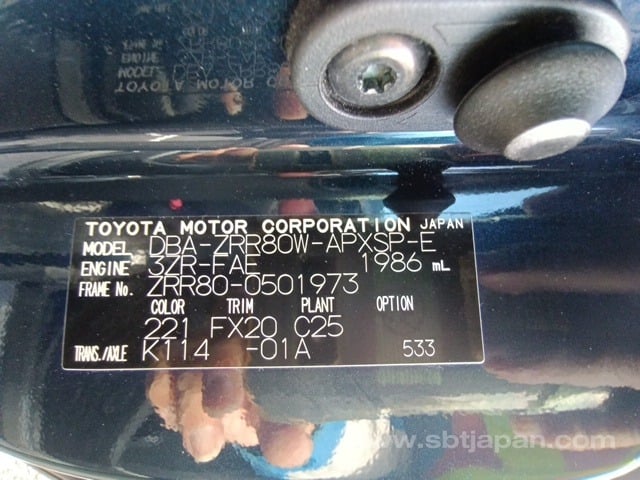 TOYOTA MOTOR CORPORATION JAPAN
MODEL DBA-ZRR80W-APXSP-E
ENGINE 3ZR-FAE 1986 mL
FRAME No. ZRR80-0501973
COLOR TRIM PLANT OPTION
221 FX20 C25
TRANS./AXLE K114 -01A 533
www.sbtjapan.com